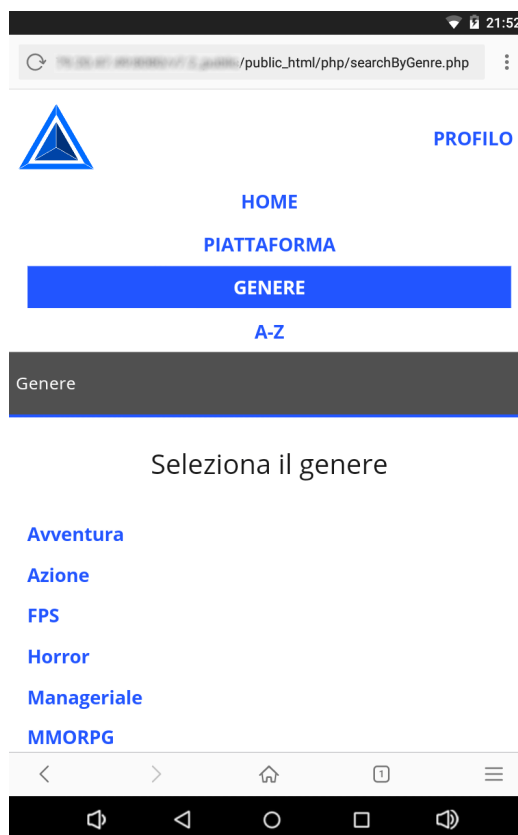 21:52
/public_html/php/searchByGenre.php
PROFILO
HOME
PIATTAFORMA
GENERE
A-Z
Genere
Seleziona il genere
Avventura
Azione
FPS
Horror
Manageriale
MMORPG
1